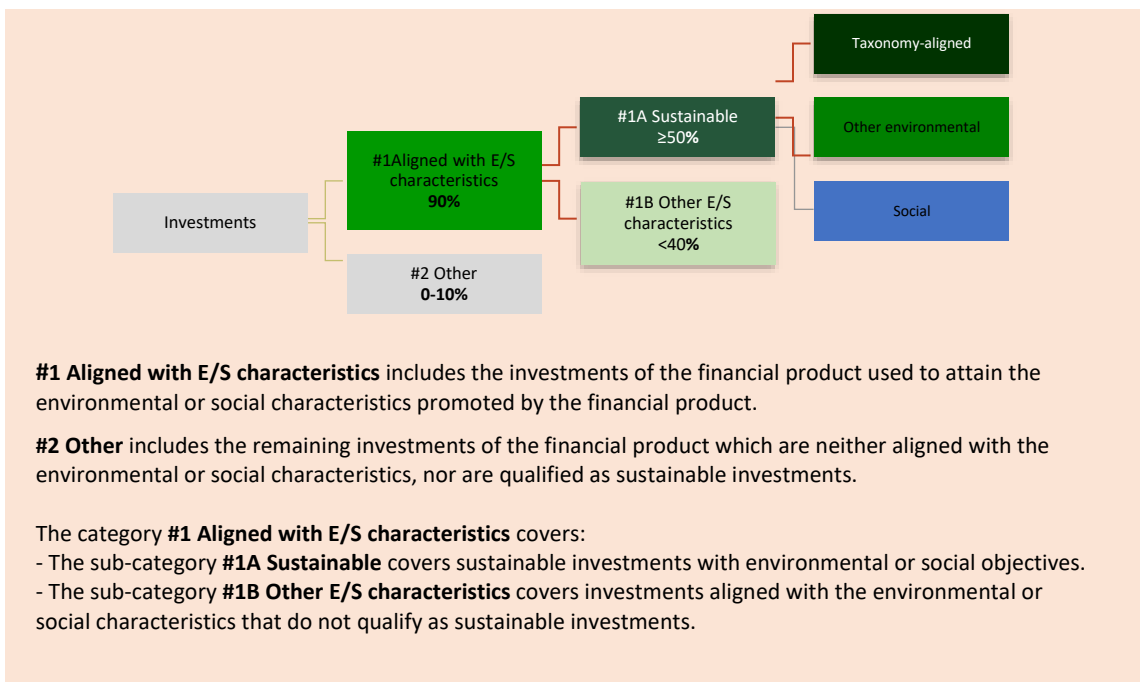 Taxonomy-aligned
#1A Sustainable
≥50%
Other environmental
#1Aligned with E/S
characteristics
90%
#1B Other E/S
characteristics
<40%
Social
Investments
#2 Other
0-10%
#1 Aligned with E/S characteristics includes the investments of the financial product used to attain the
environmental or social characteristics promoted by the financial product.
#2 Other includes the remaining investments of the financial product which are neither aligned with the
environmental or social characteristics, nor are qualified as sustainable investments.
The category #1 Aligned with E/S characteristics covers:
- The sub-category #1A Sustainable covers sustainable investments with environmental or social objectives.
- The sub-category #1B Other E/S characteristics covers investments aligned with the environmental or
social characteristics that do not qualify as sustainable investments.